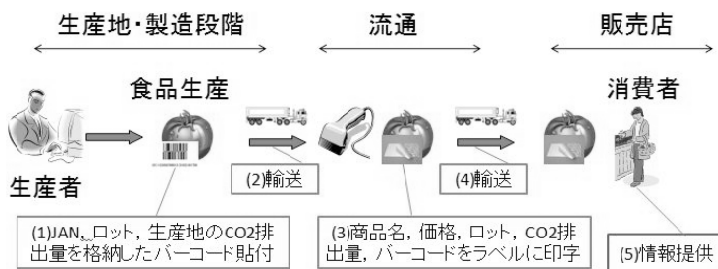 生産地・製造段階
流通
販売店
食品生産
消費者
生産者
(2)輸送
(4)輸送
(1)JAN、ロット，生産地のCO2排
出量を格納したバーコード貼付
(3)商品名，価格，ロット，CO2排
出量，バーコードをラベルに印字
(5)情報提供